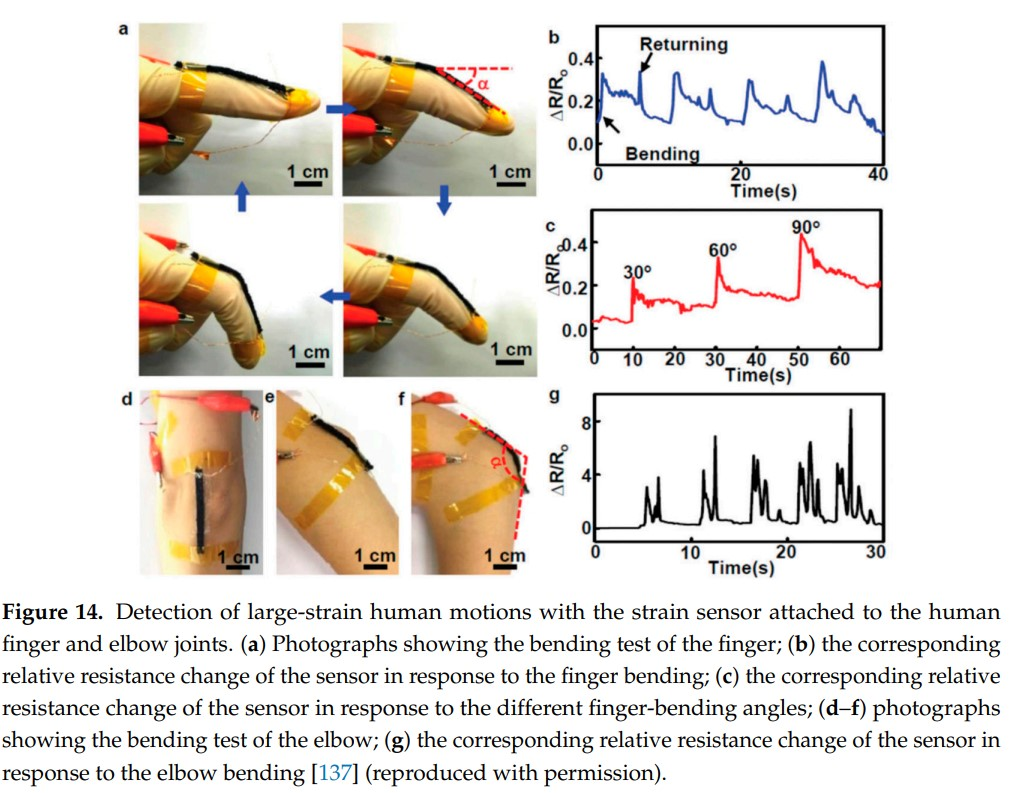 a
α
1 cm
1 cm
1 cm
1 cm
b
Returning
Bending
ΔR/Ro
0.4
0.2
0.0
0
20
40
Time(s)
c
30°
60°
90°
ΔR/Ro
0.4
0.2
0.0
0 10 20 30 40 50 60
Time(s)
d
1 cm
e
1 cm
f
α
1 cm
g
ΔR/Ro
8
4
0
0 10 20 30
Time(s)
Figure 14. Detection of large-strain human motions with the strain sensor attached to the human
finger and elbow joints. (a) Photographs showing the bending test of the finger; (b) the corresponding
relative resistance change of the sensor in response to the finger bending; (c) the corresponding relative
resistance change of the sensor in response to the different finger-bending angles; (d–f) photographs
showing the bending test of the elbow; (g) the corresponding relative resistance change of the sensor in
response to the elbow bending [137] (reproduced with permission).